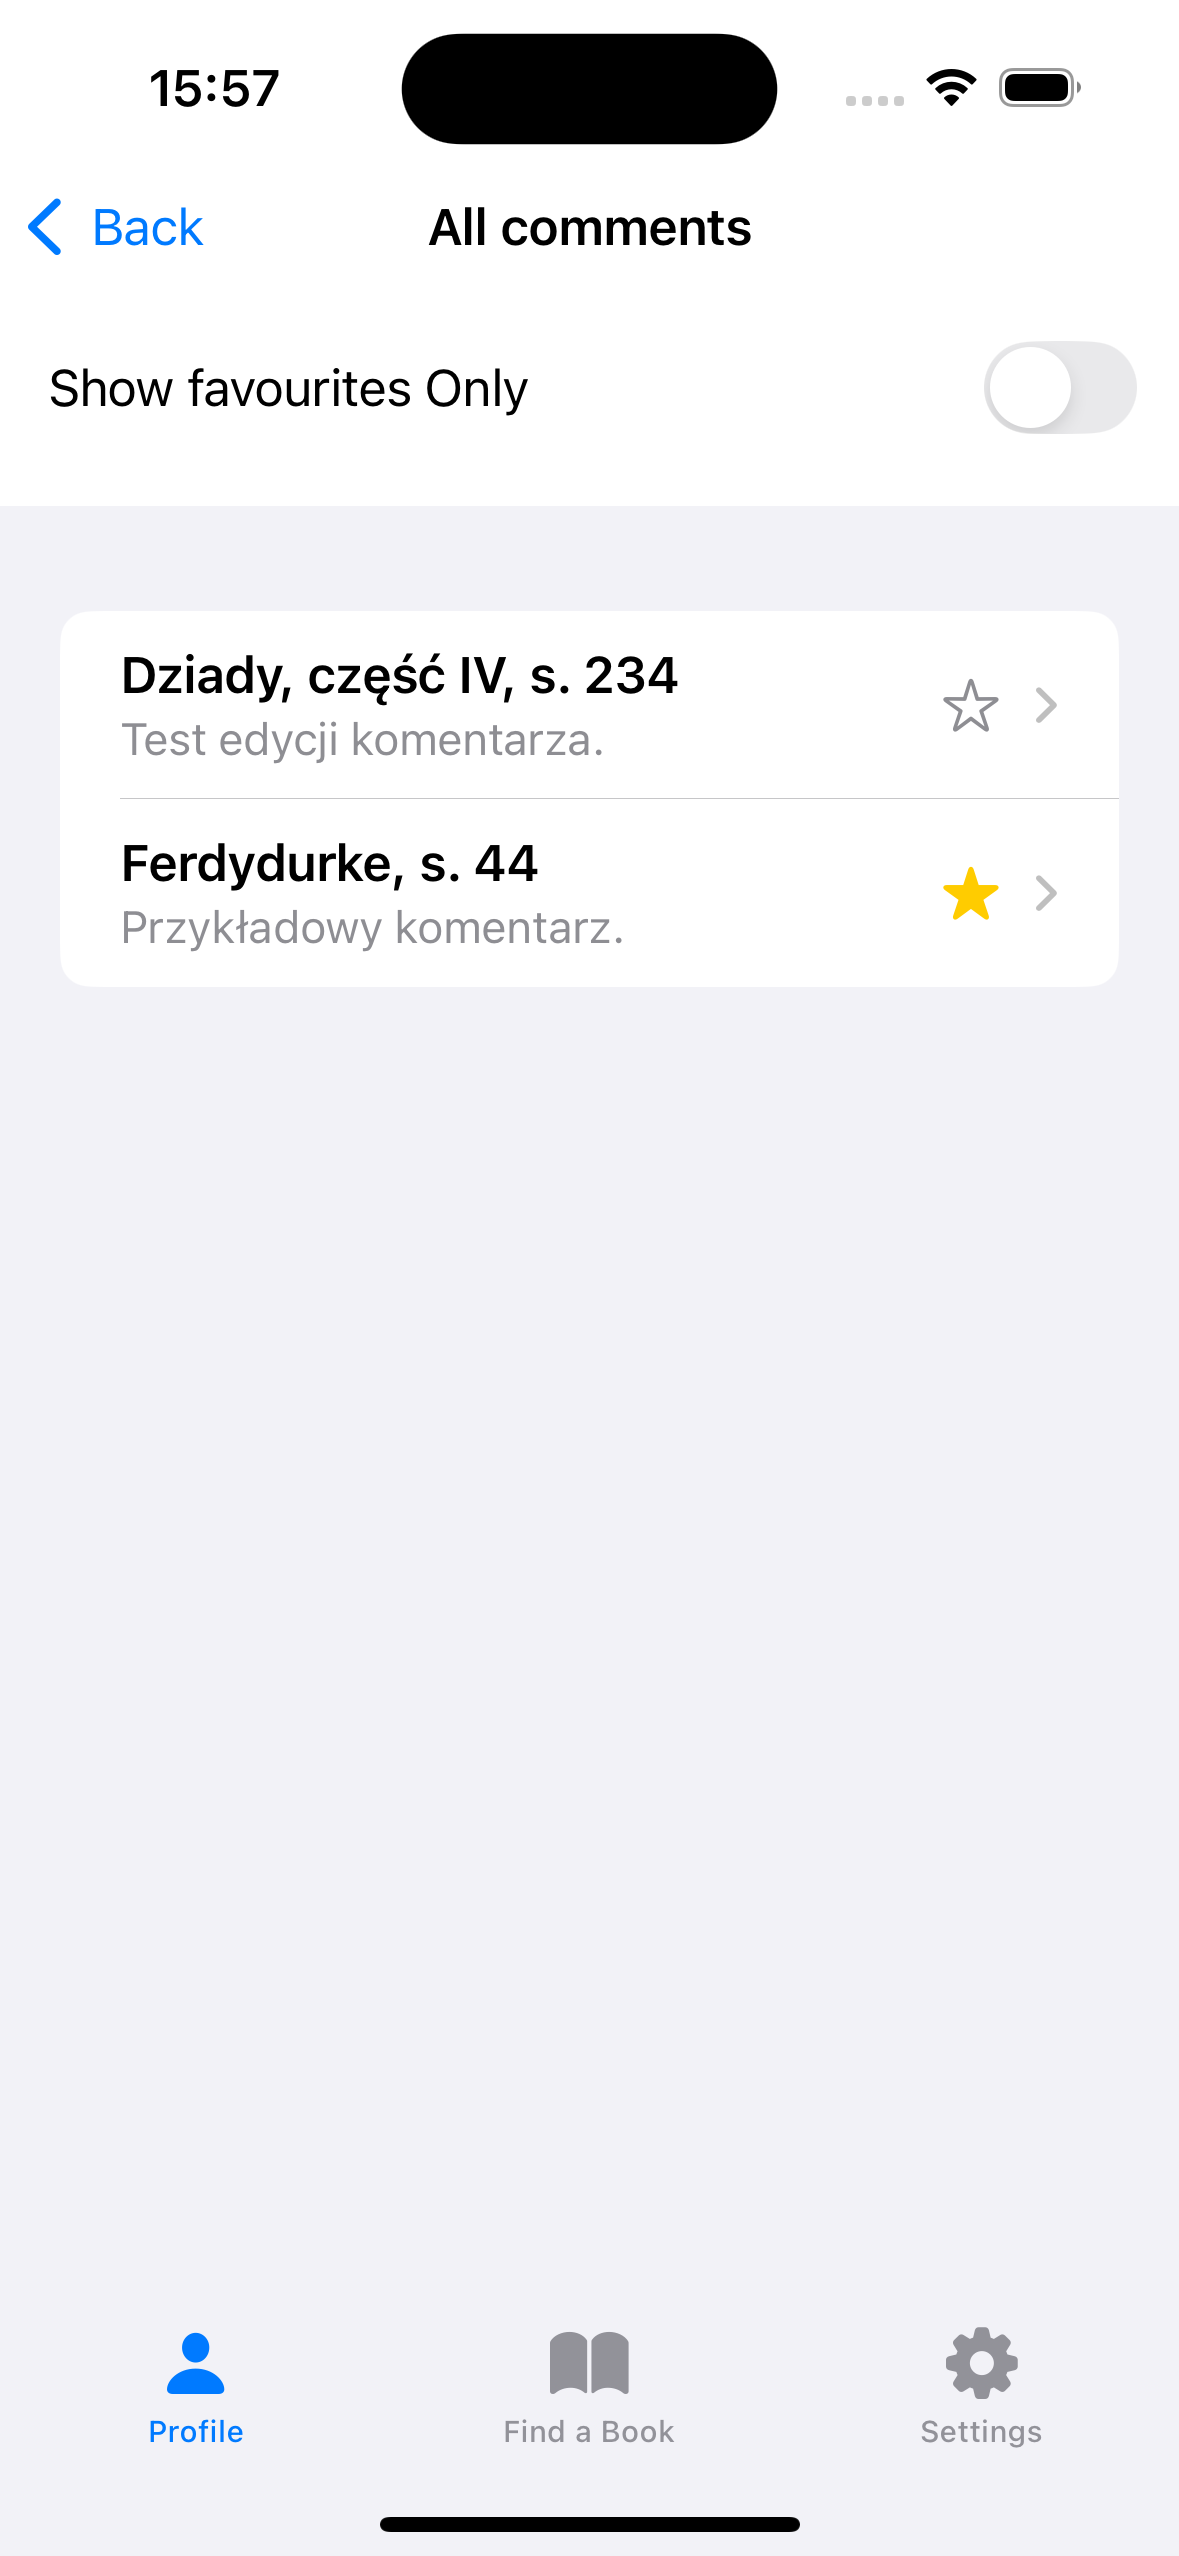 15:57
Back
All comments
Show favourites Only
Dziady, część IV, s. 234
Test edycji komentarza.
Ferdydurke, s. 44
Przykładowy komentarz.
Profile
Find a Book
Settings